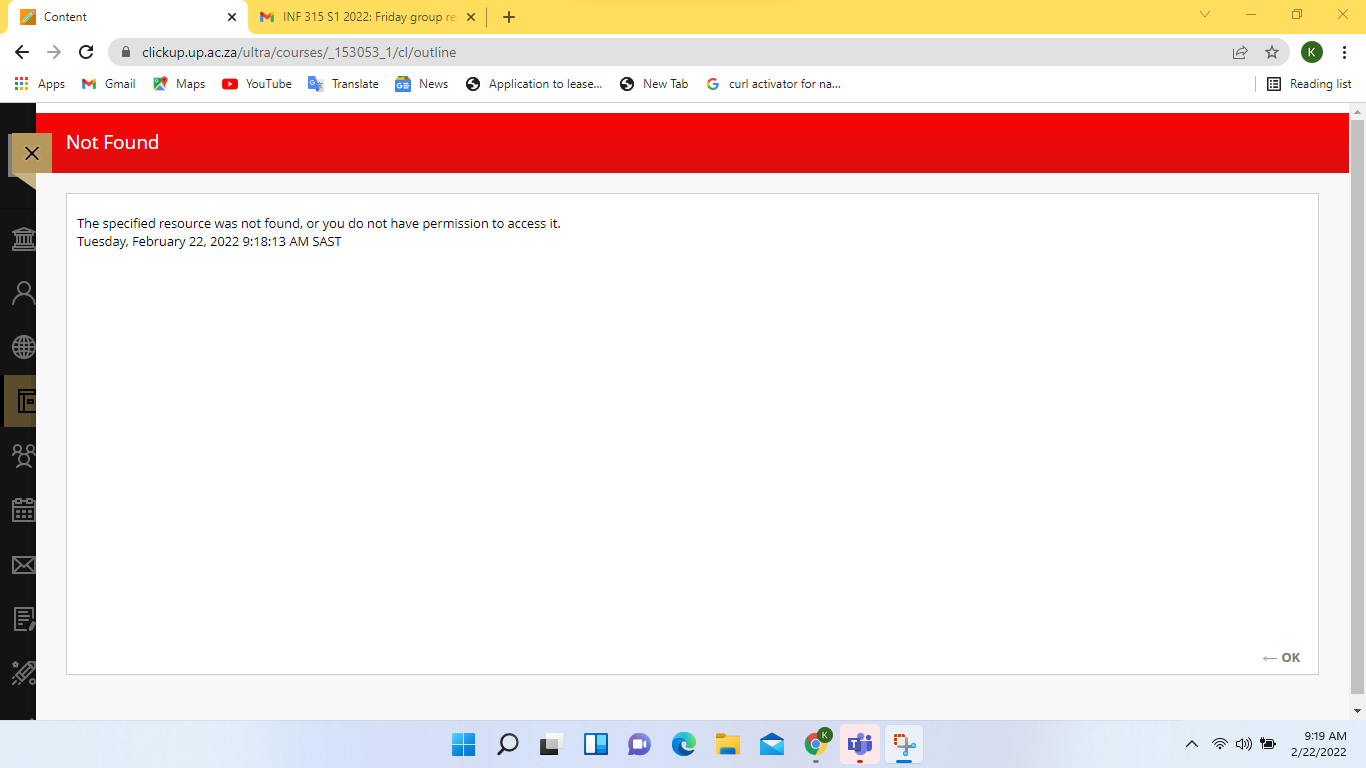 Content
INF 315 S1 2022: Friday group re
clickup.up.ac.za/ultra/courses/_153053_1/cl/outline
K
Apps
Gmail
Maps
YouTube
Translate
News
Application to lease...
New Tab
curl activator for na...
Reading list
Not Found
The specified resource was not found, or you do not have permission to access it.
Tuesday, February 22, 2022 9:18:13 AM SAST
← OK
K
9:19 AM
2/22/2022